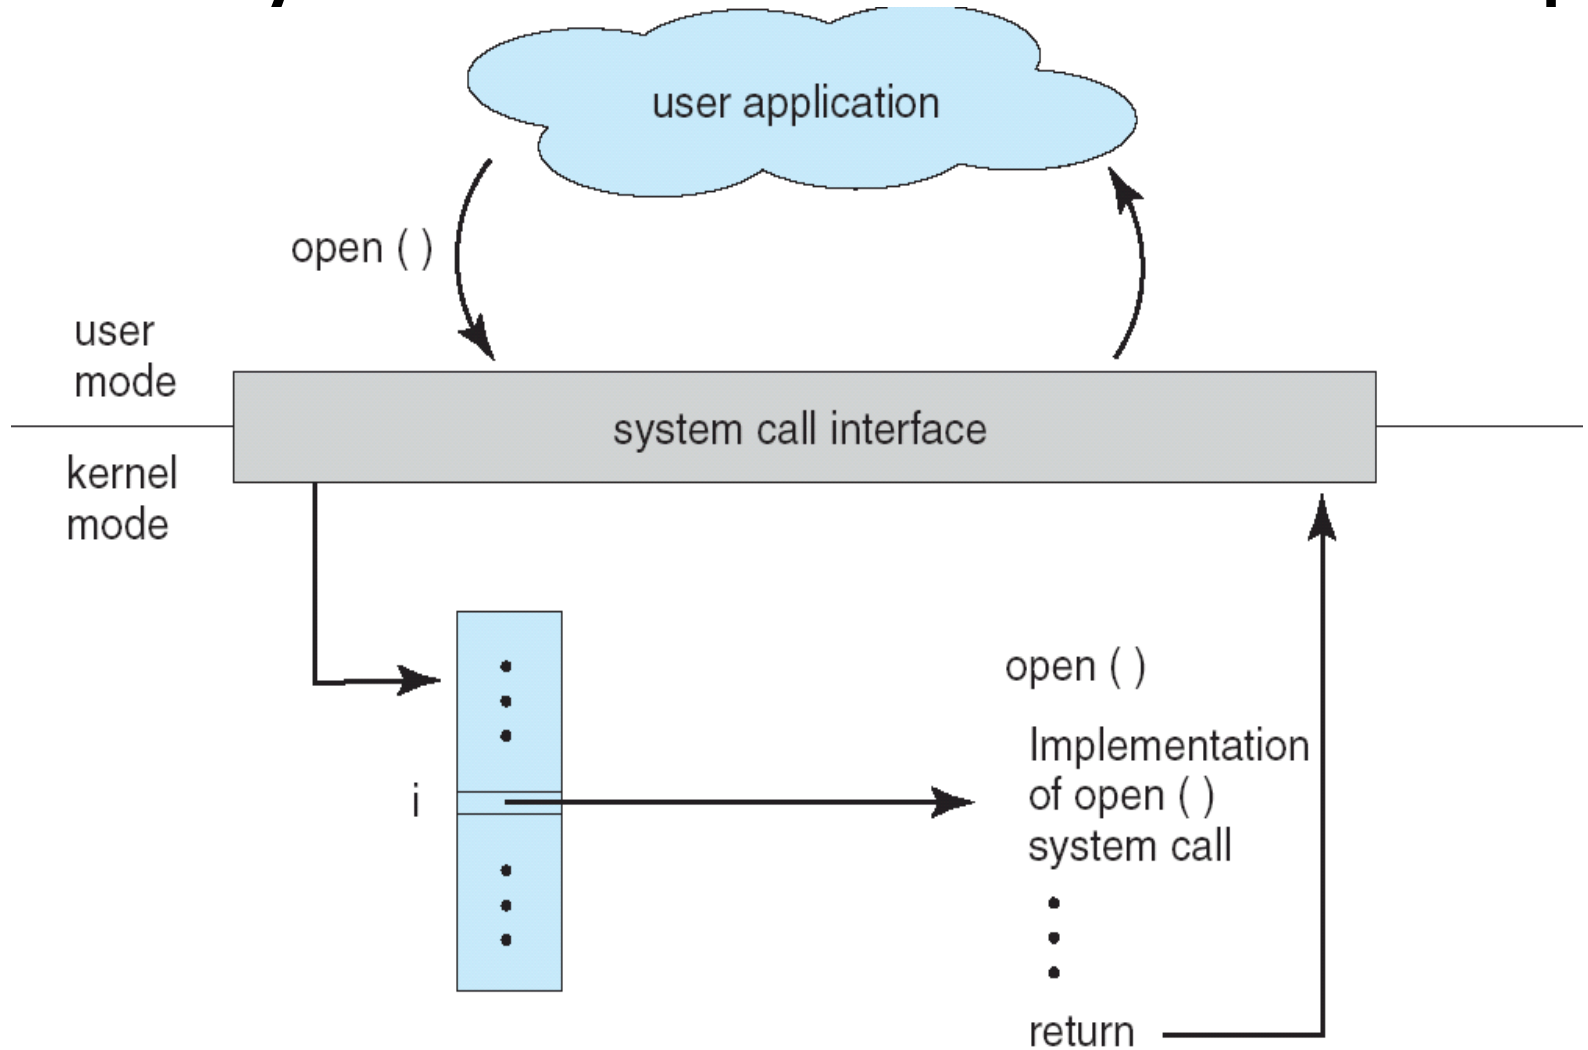 user application
open ( )
user
mode
system call interface
kernel
mode
open ( )
Implementation
of open ( )
system call
i
return